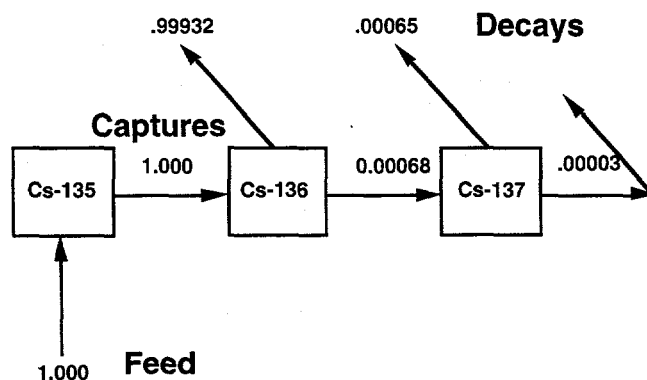 .99932
.00065
Decays
Captures
Cs-135
1.000
Cs-136
0.00068
Cs-137
.00003
1.000
Feed